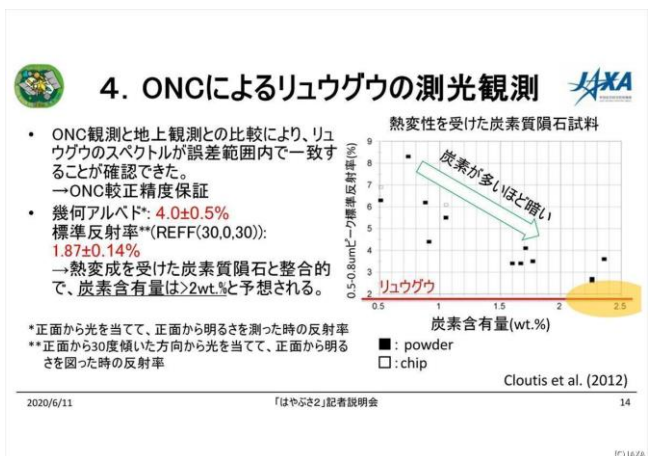 4. ONCによるリュウグウの測光観測
JAXA
• ONC観測と地上観測との比較により、リュ
ウグウのスペクトルが誤差範囲内で一致す
ることが確認できた。
→ONC較正精度保証
• 幾何アルベド*: 4.0±0.5%
標準反射率**(REFF(30,0,30)):
1.87±0.14%
→熱変成を受けた炭素質隕石と整合的
で、炭素含有量は>2wt.%と予想される。
*正面から光を当てて、正面から明るさを測った時の反射率
**正面から30度傾いた方向から光を当てて、正面から明る
さを図った時の反射率
熱変性を受けた炭素質隕石試料
0.5-0.8umピーク標準反射率(%)
9
8
7
6
5
4
3
2
炭素が多いほど暗い
リュウグウ
0.5 1 1.5 2 2.5
炭素含有量(wt.%)
■: powder
□: chip
Cloutis et al. (2012)
2020/6/11 「はやぶさ2」記者説明会 14
(C)JAXA